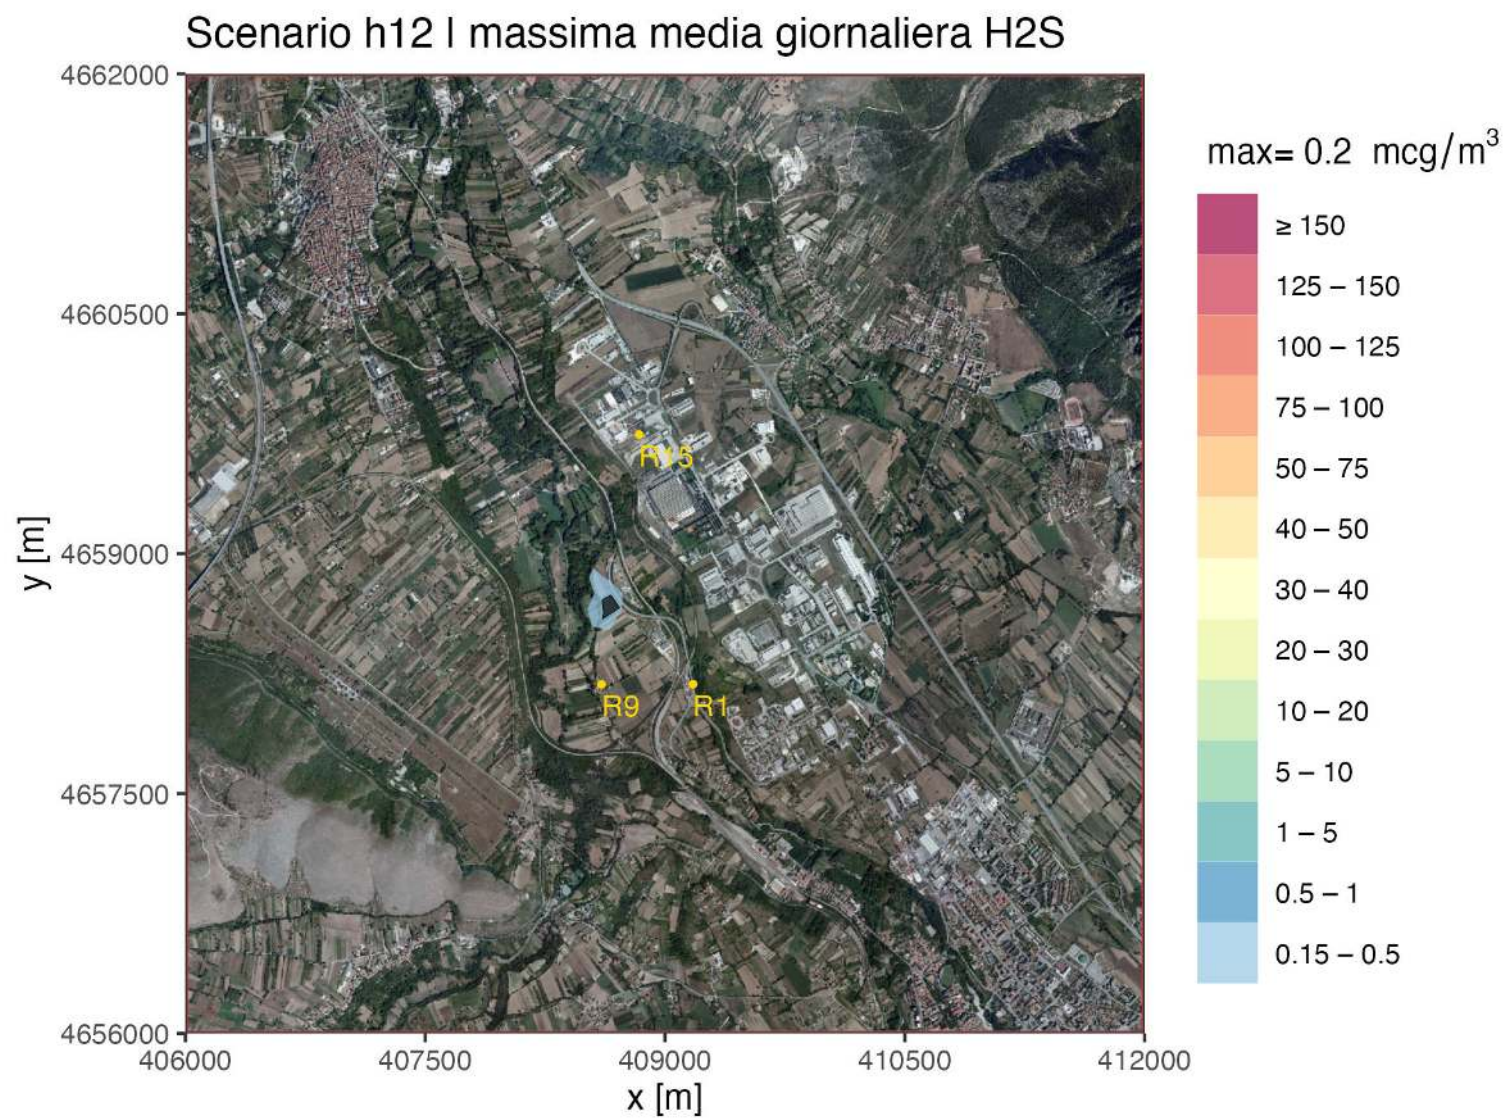 Scenario h12 I massima media giornaliera H2S
max= 0.2 mcg/m³
≥ 150
125 – 150
100 – 125
75 – 100
50 – 75
40 – 50
30 – 40
20 – 30
10 – 20
5 – 10
1 – 5
0.5 – 1
0.15 – 0.5
y [m]
4662000
4660500
4659000
4657500
4656000
R15
R9
R1
406000
407500
409000
410500
412000
x [m]